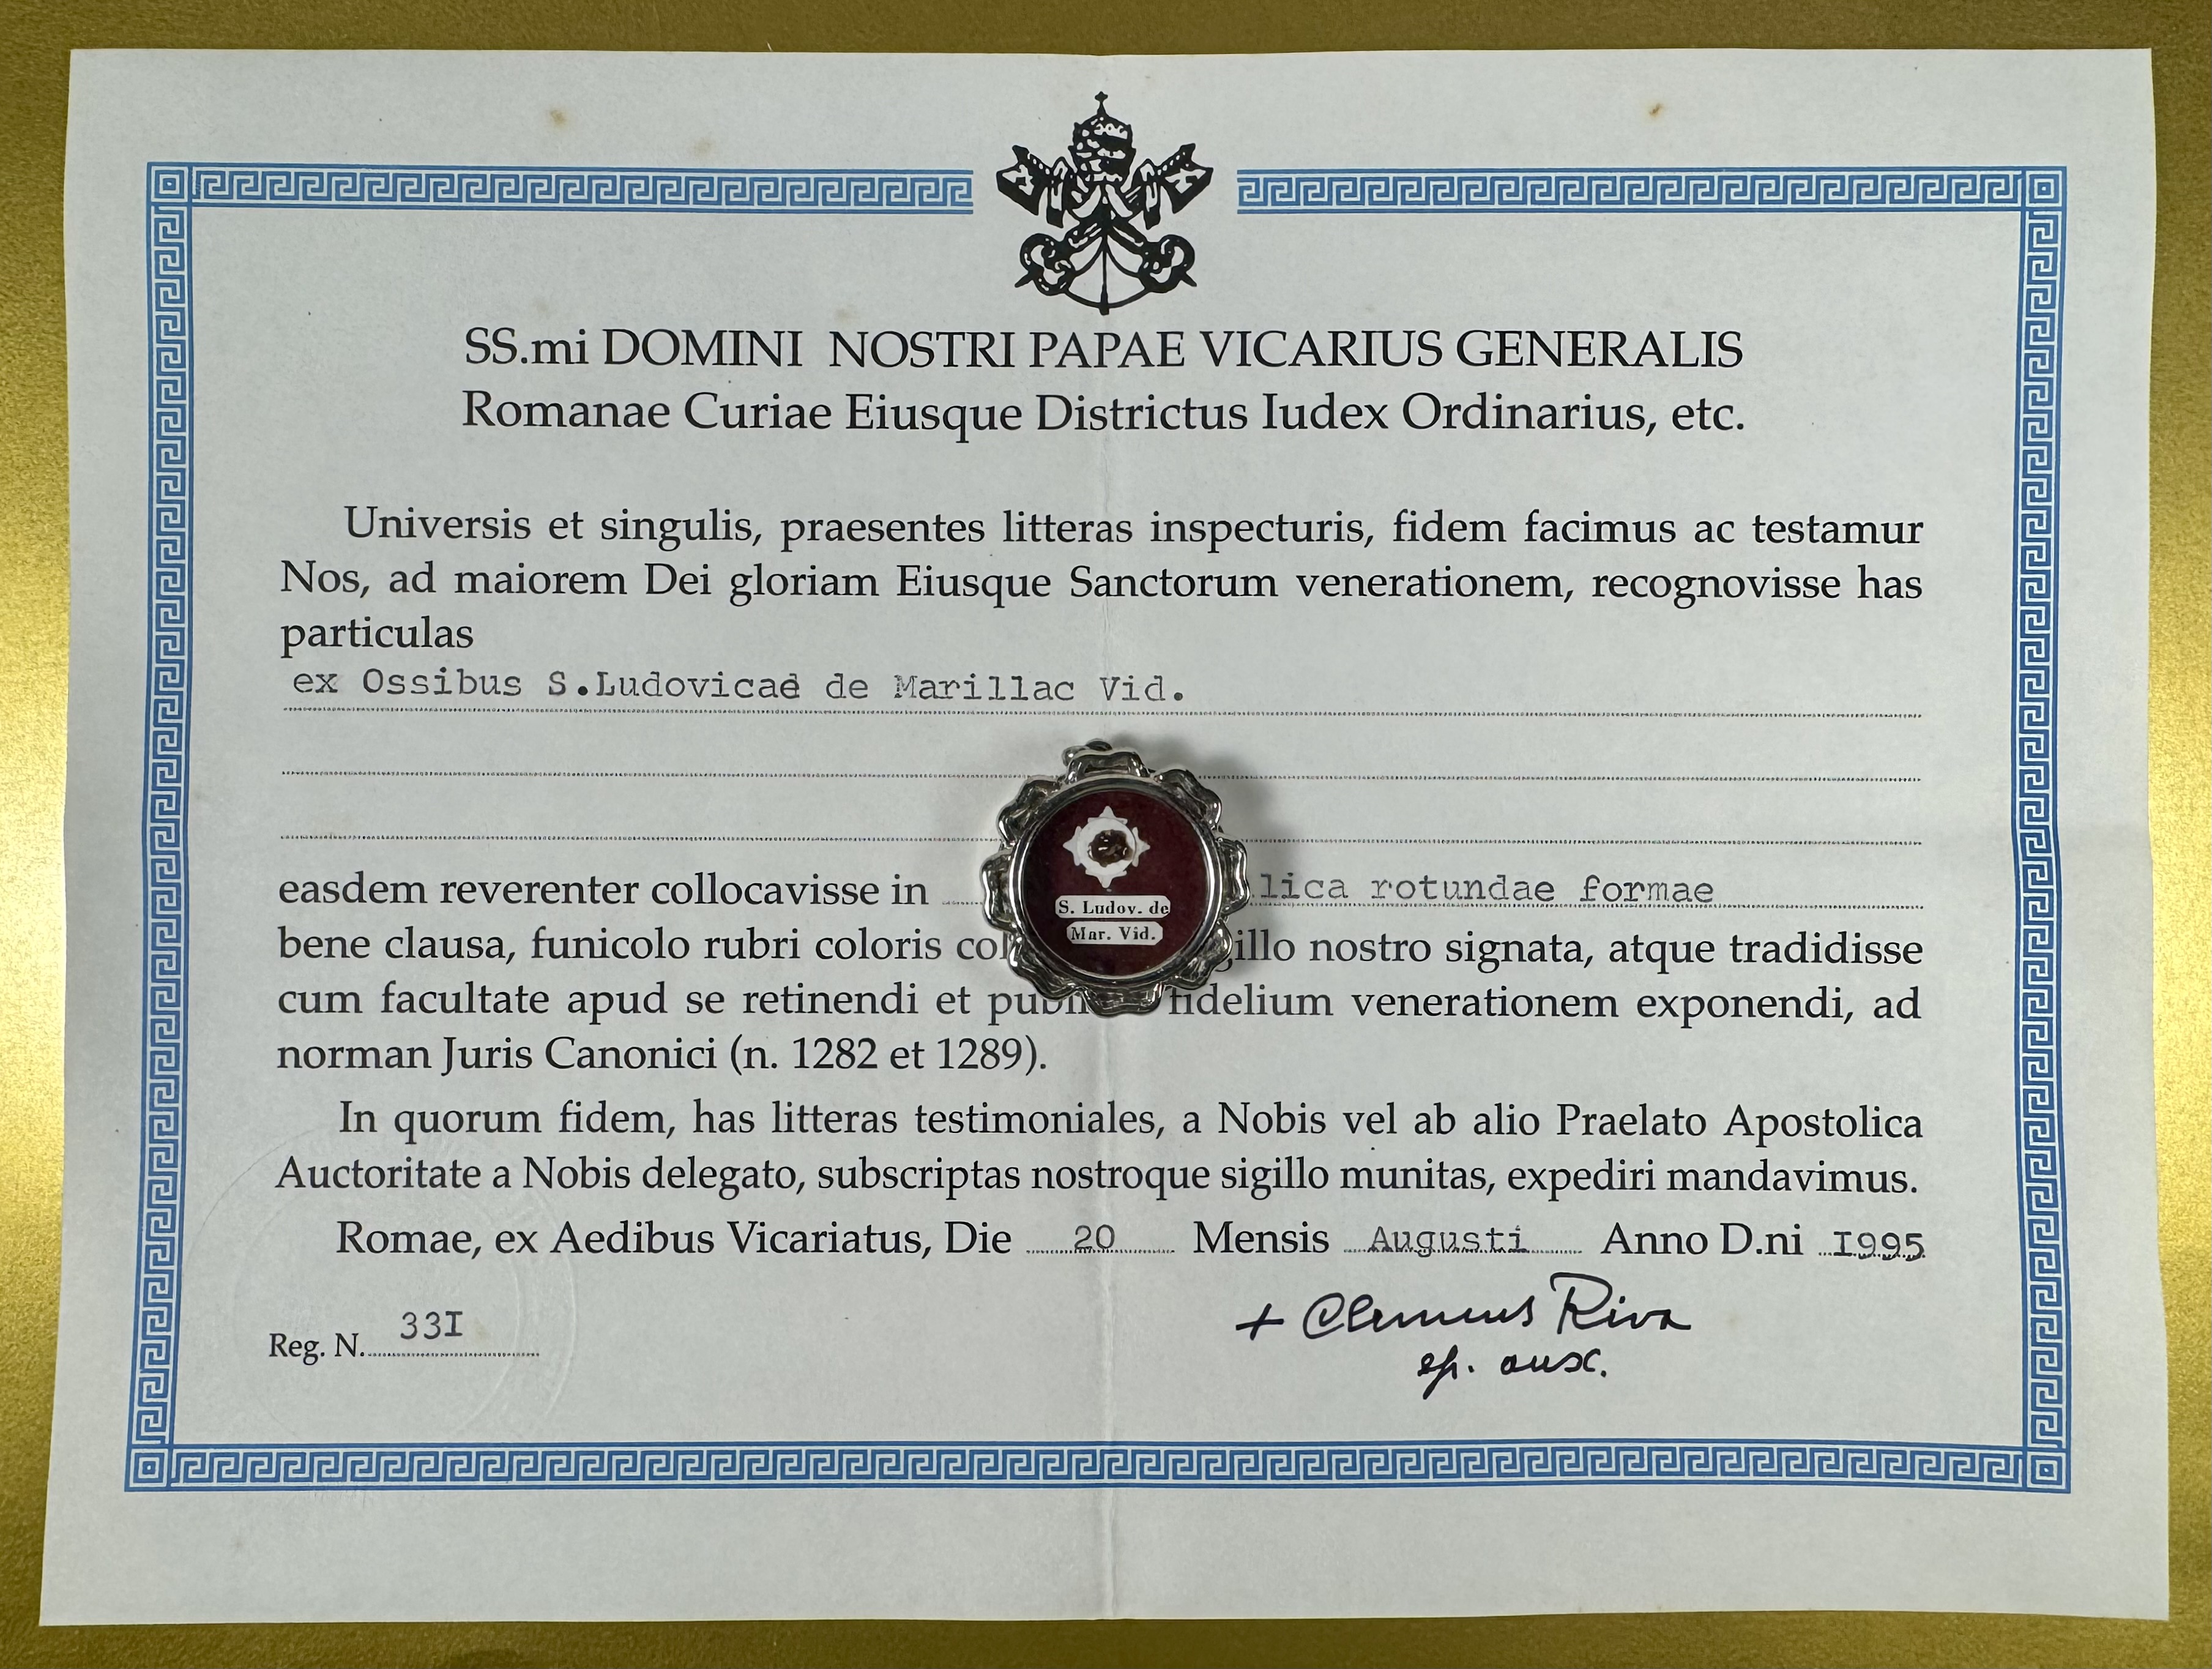 SS.mi DOMINI NOSTRI PAPAE VICARIUS GENERALIS
Romanae Curiae Eiusque Districtus Iudex Ordinarius, etc.
Universis et singulis, praesentes litteras inspecturis, fidem facimus ac testamur
Nos, ad maiorem Dei gloriam Eiusque Sanctorum venerationem, recognovisse has
particulas
ex Ossibus S.Ludovicae de Marillac Vid.
easdem reverenter collocavisse in lica rotundae formae
S. Ludov. de
Mar. Vid.
bene clausa, funicolo rubri coloris col gillo nostro signata, atque tradidisse
cum facultate apud se retinendi et publi fidelium venerationem exponendi, ad
norman Juris Canonici (n. 1282 et 1289).
In quorum fidem, has litteras testimoniales, a Nobis vel ab alio Praelato Apostolica
Auctoritate a Nobis delegato, subscriptas nostroque sigillo munitas, expediri mandavimus.
Romae, ex Aedibus Vicariatus, Die 20 Mensis Augusti Anno D.ni I995
Reg. N. 33I
+ Clemens Riva
ep. aux.